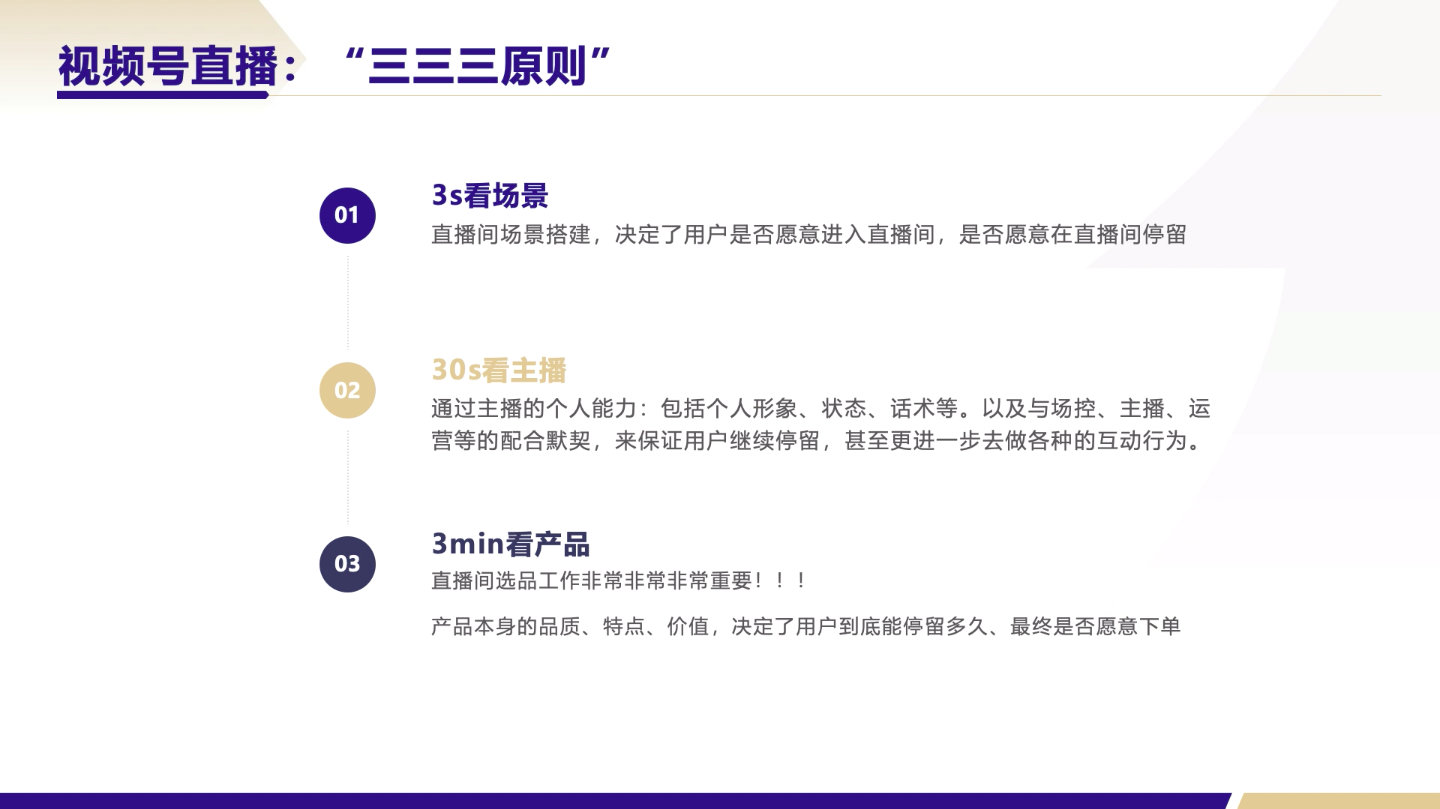 视频号直播：“三三三原则”
01
3s看场景
直播间场景搭建，决定了用户是否愿意进入直播间，是否愿意在直播间停留
02
30s看主播
通过主播的个人能力：包括个人形象、状态、话术等。以及与场控、主播、运
营等的配合默契，来保证用户继续停留，甚至更进一步去做各种的互动行为。
03
3min看产品
直播间选品工作非常非常非常重要！！！
产品本身的品质、特点、价值，决定了用户到底能停留多久、最终是否愿意下单